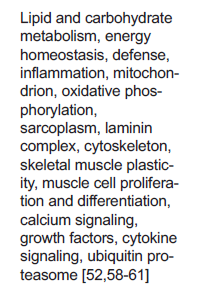 Lipid and carbohydrate
metabolism, energy
homeostasis, defense,
inflammation, mitochon-
drion, oxidative phos-
phorylation,
sarcoplasm, laminin
complex, cytoskeleton,
skeletal muscle plastic-
ity, muscle cell prolifera-
tion and differentiation,
calcium signaling,
growth factors, cytokine
signaling, ubiquitin pro-
teasome [52,58-61]